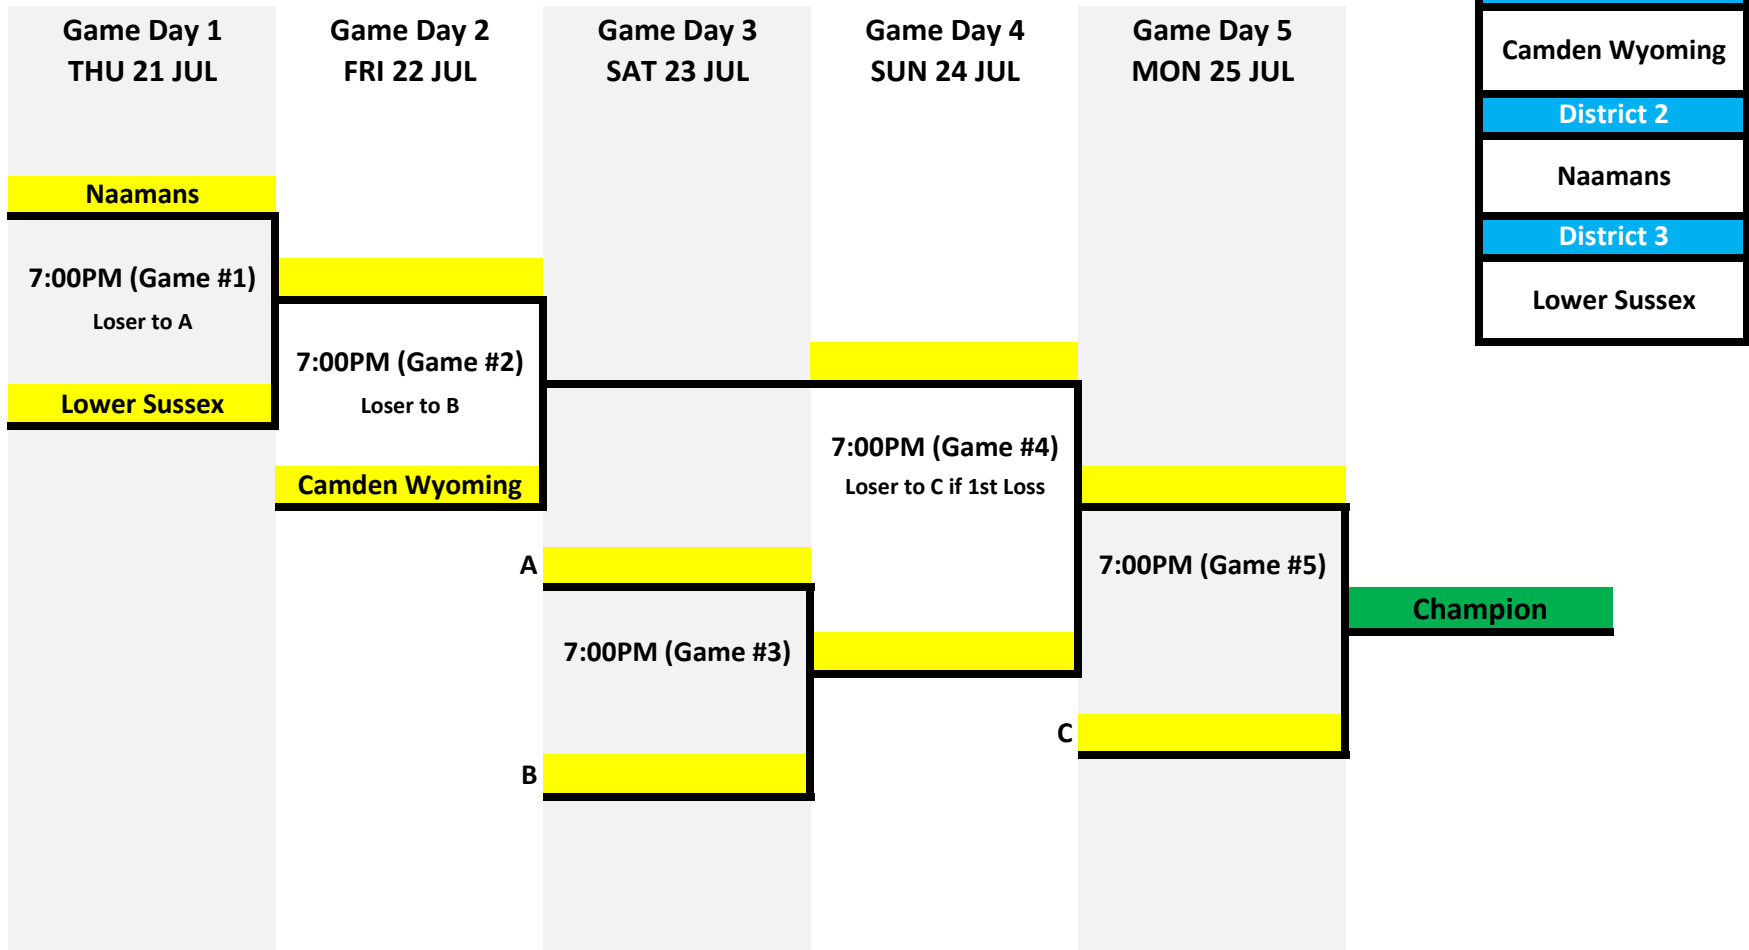 Game Day 1
THU 21 JUL
Game Day 2
FRI 22 JUL
Game Day 3
SAT 23 JUL
Game Day 4
SUN 24 JUL
Game Day 5
MON 25 JUL
Camden Wyoming
District 2
Naamans
District 3
Lower Sussex
Naamans
7:00PM (Game #1)
Loser to A
Lower Sussex
7:00PM (Game #2)
Loser to B
Camden Wyoming
A
7:00PM (Game #3)
B
7:00PM (Game #4)
Loser to C if 1st Loss
7:00PM (Game #5)
C
Champion